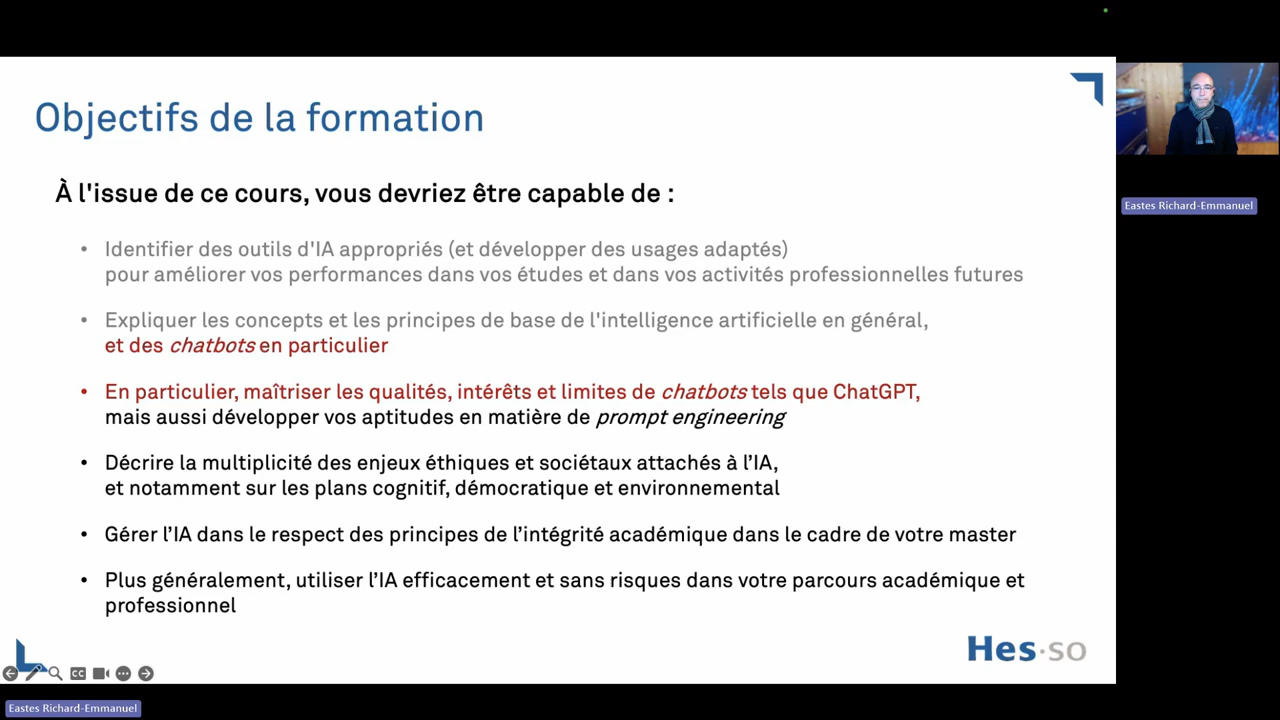 Objectifs de la formation
À l'issue de ce cours, vous devriez être capable de :
• Identifier des outils d'IA appropriés (et développer des usages adaptés)
pour améliorer vos performances dans vos études et dans vos activités professionnelles futures
• Expliquer les concepts et les principes de base de l'intelligence artificielle en général,
et des chatbots en particulier
• En particulier, maîtriser les qualités, intérêts et limites de chatbots tels que ChatGPT,
mais aussi développer vos aptitudes en matière de prompt engineering
• Décrire la multiplicité des enjeux éthiques et sociétaux attachés à l’IA,
et notamment sur les plans cognitif, démocratique et environnemental
• Gérer l’IA dans le respect des principes de l’intégrité académique dans le cadre de votre master
• Plus généralement, utiliser l’IA efficacement et sans risques dans votre parcours académique et
professionnel
Hes·so
CC
Eastes Richard-Emmanuel
Eastes Richard-Emmanuel